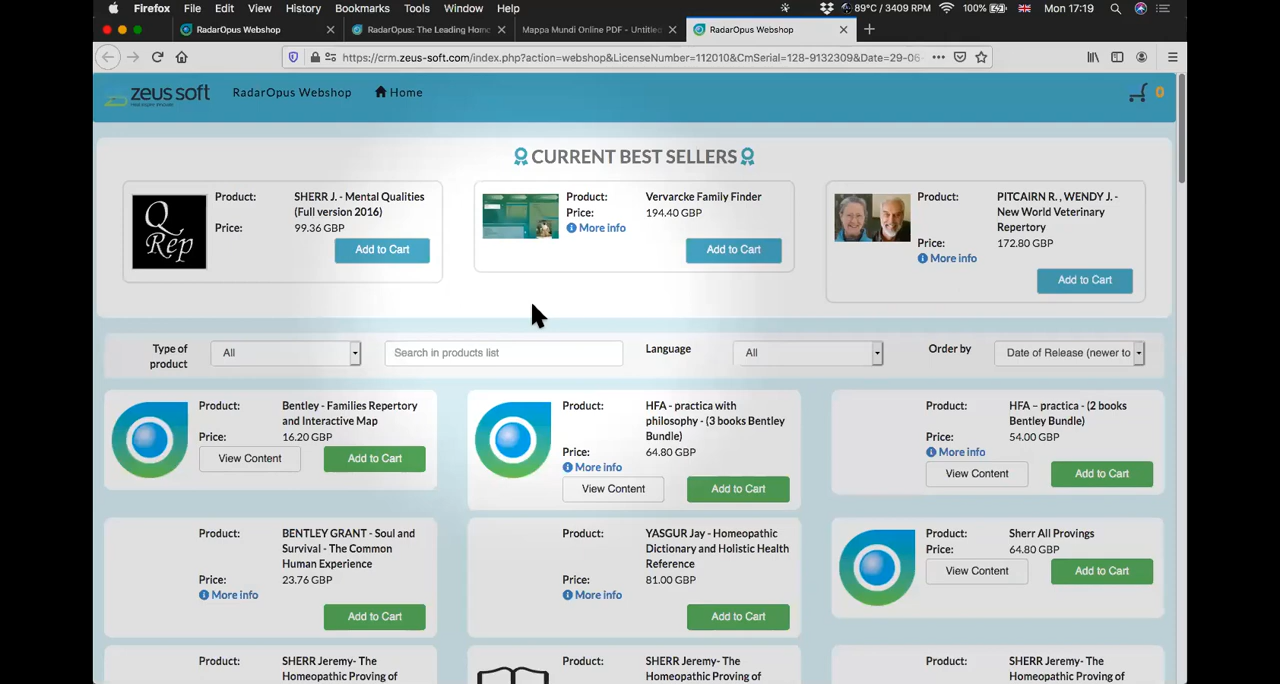 Firefox File Edit View History Bookmarks Tools Window Help 89°C / 3409 RPM 100% Mon 17:19
RadarOpus Webshop RadarOpus: The Leading Hom Mappa Mundi Online PDF - Untitle RadarOpus Webshop
https://crm.zeus-soft.com/index.php?action=webshop&LicenseNumber=112010&CmSerial=128-9132309&Date=29-06-
zeus soft RadarOpus Webshop Home 0
CURRENT BEST SELLERS
Product: SHERR J. - Mental Qualities
(Full version 2016)
Price: 99.36 GBP
Add to Cart
Q
Rep
Product: Vervarcke Family Finder
Price: 194.40 GBP
More info
Add to Cart
Product: PITCAIRN R. , WENDY J. -
New World Veterinary
Repertory
Price: 172.80 GBP
More info
Add to Cart
Type of
product
All
Search in products list
Language
All
Order by
Date of Release (newer to
Product: Bentley - Families Repertory
and Interactive Map
Price: 16.20 GBP
View Content Add to Cart
Product: HFA - practica with
philosophy - (3 books Bentley
Bundle)
Price: 64.80 GBP
More info
View Content Add to Cart
Product: HFA – practica - (2 books
Bentley Bundle)
Price: 54.00 GBP
More info
View Content Add to Cart
Product: BENTLEY GRANT - Soul and
Survival - The Common
Human Experience
Price: 23.76 GBP
More info
Add to Cart
Product: YASGUR Jay - Homeopathic
Dictionary and Holistic Health
Reference
Price: 81.00 GBP
More info
Add to Cart
Product: Sherr All Provings
Price: 64.80 GBP
View Content Add to Cart
Product: SHERR Jeremy- The
Homeopathic Proving of
Product: SHERR Jeremy- The
Homeopathic Proving of
Product: SHERR Jeremy- The
Homeopathic Proving of